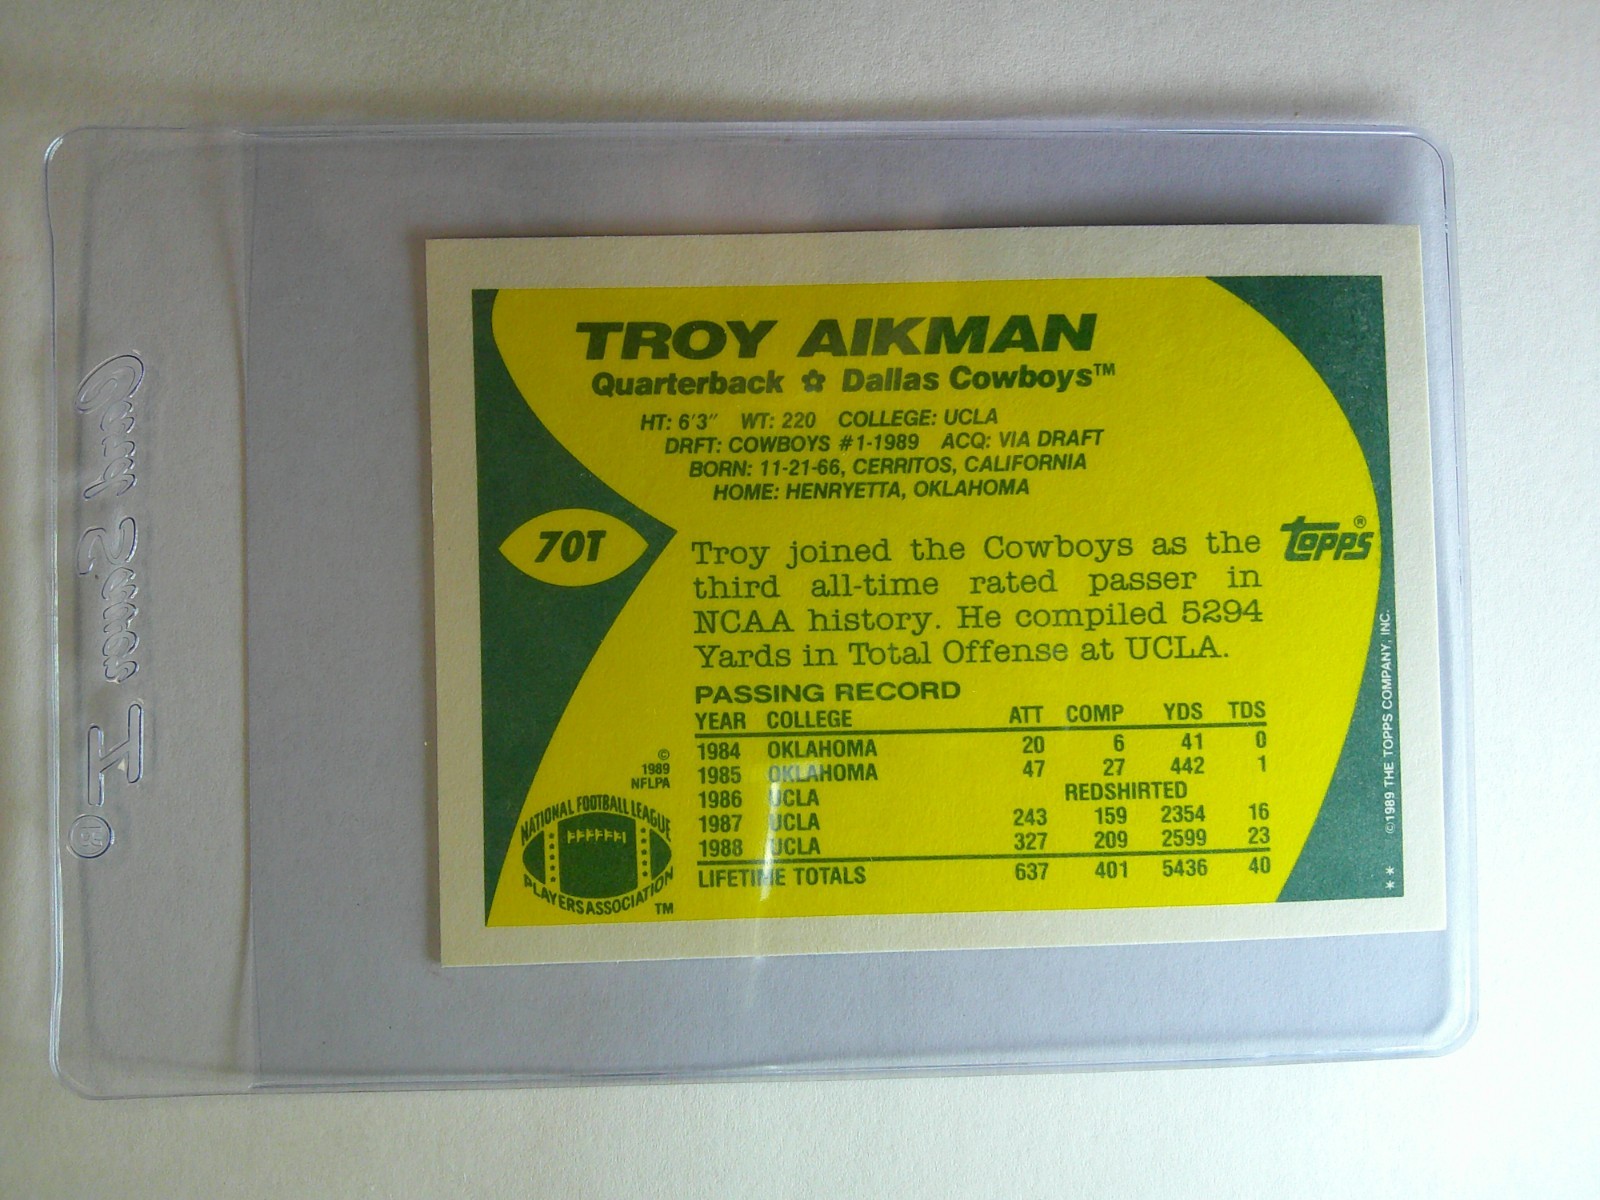 TROY AIKMAN
Quarterback ✿ Dallas Cowboys™
HT: 6'3" WT: 220 COLLEGE: UCLA
DRFT: COWBOYS #1-1989 ACQ: VIA DRAFT
BORN: 11-21-66, CERRITOS, CALIFORNIA
HOME: HENRYETTA, OKLAHOMA
70T
topps®
Troy joined the Cowboys as the
third all-time rated passer in
NCAA history. He compiled 5294
Yards in Total Offense at UCLA.
PASSING RECORD
YEAR COLLEGE ATT COMP YDS TDS
1984 OKLAHOMA 20 6 41 0
1985 OKLAHOMA 47 27 442 1
1986 UCLA REDSHIRTED
1987 UCLA 243 159 2354 16
1988 UCLA 327 209 2599 23
LIFETIME TOTALS 637 401 5436 40
©
1989
NFLPA
NATIONAL FOOTBALL LEAGUE
PLAYERS ASSOCIATION
TM
©1989 THE TOPPS COMPANY, INC.
**
Card Saver I®